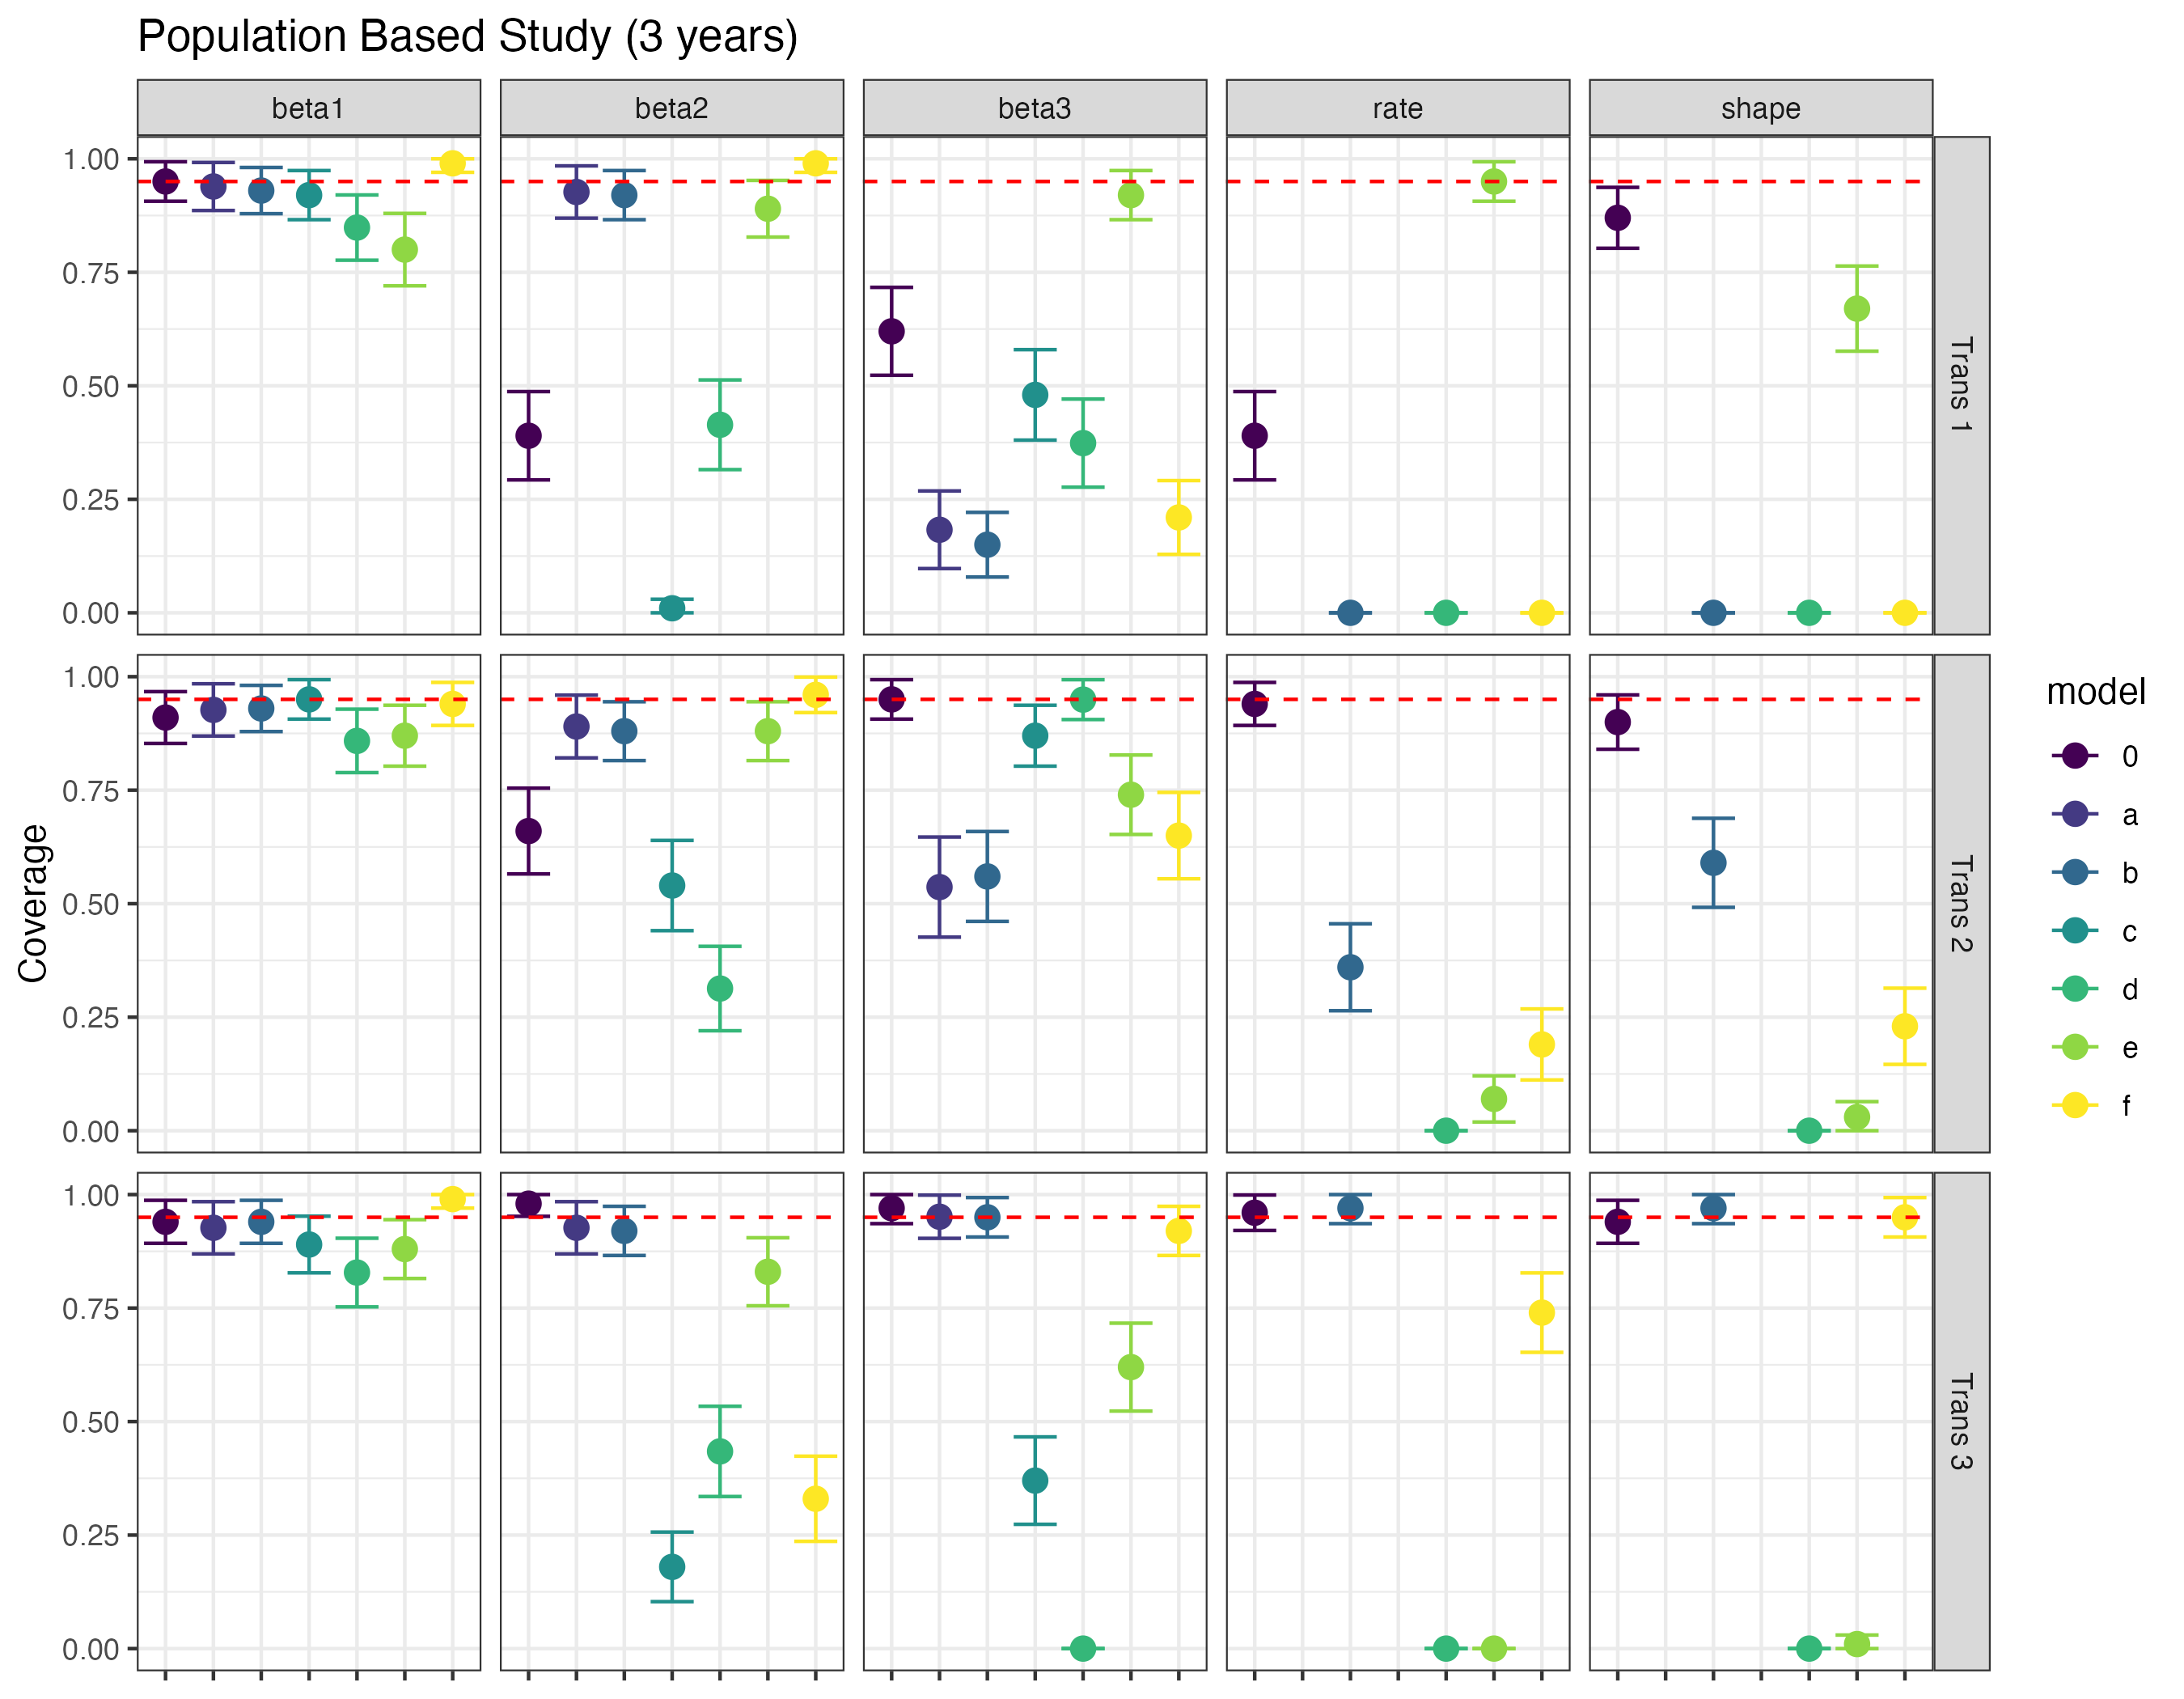 Population Based Study (3 years)
beta1 beta2 beta3 rate shape
1.00
0.75
0.50
0.25
0.00
Trans 1
1.00
0.75
0.50
0.25
0.00
Trans 2
1.00
0.75
0.50
0.25
0.00
Trans 3
Coverage
model
0
a
b
c
d
e
f